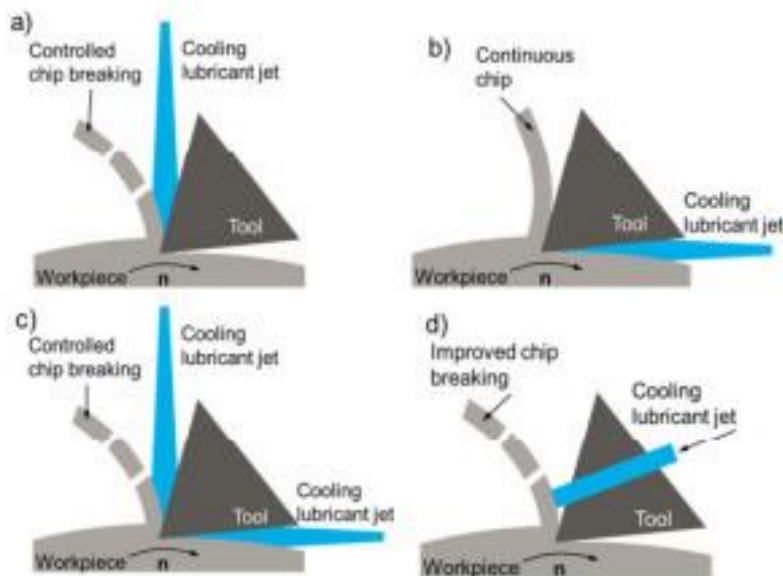 a)
Controlled
chip breaking
Cooling
lubricant jet
Tool
Workpiece
n
b)
Continuous
chip
Tool
Cooling
lubricant jet
Workpiece
n
c)
Controlled
chip breaking
Cooling
lubricant jet
Tool
Cooling
lubricant jet
Workpiece
n
d)
Improved chip
breaking
Cooling
lubricant jet
Tool
Workpiece
n